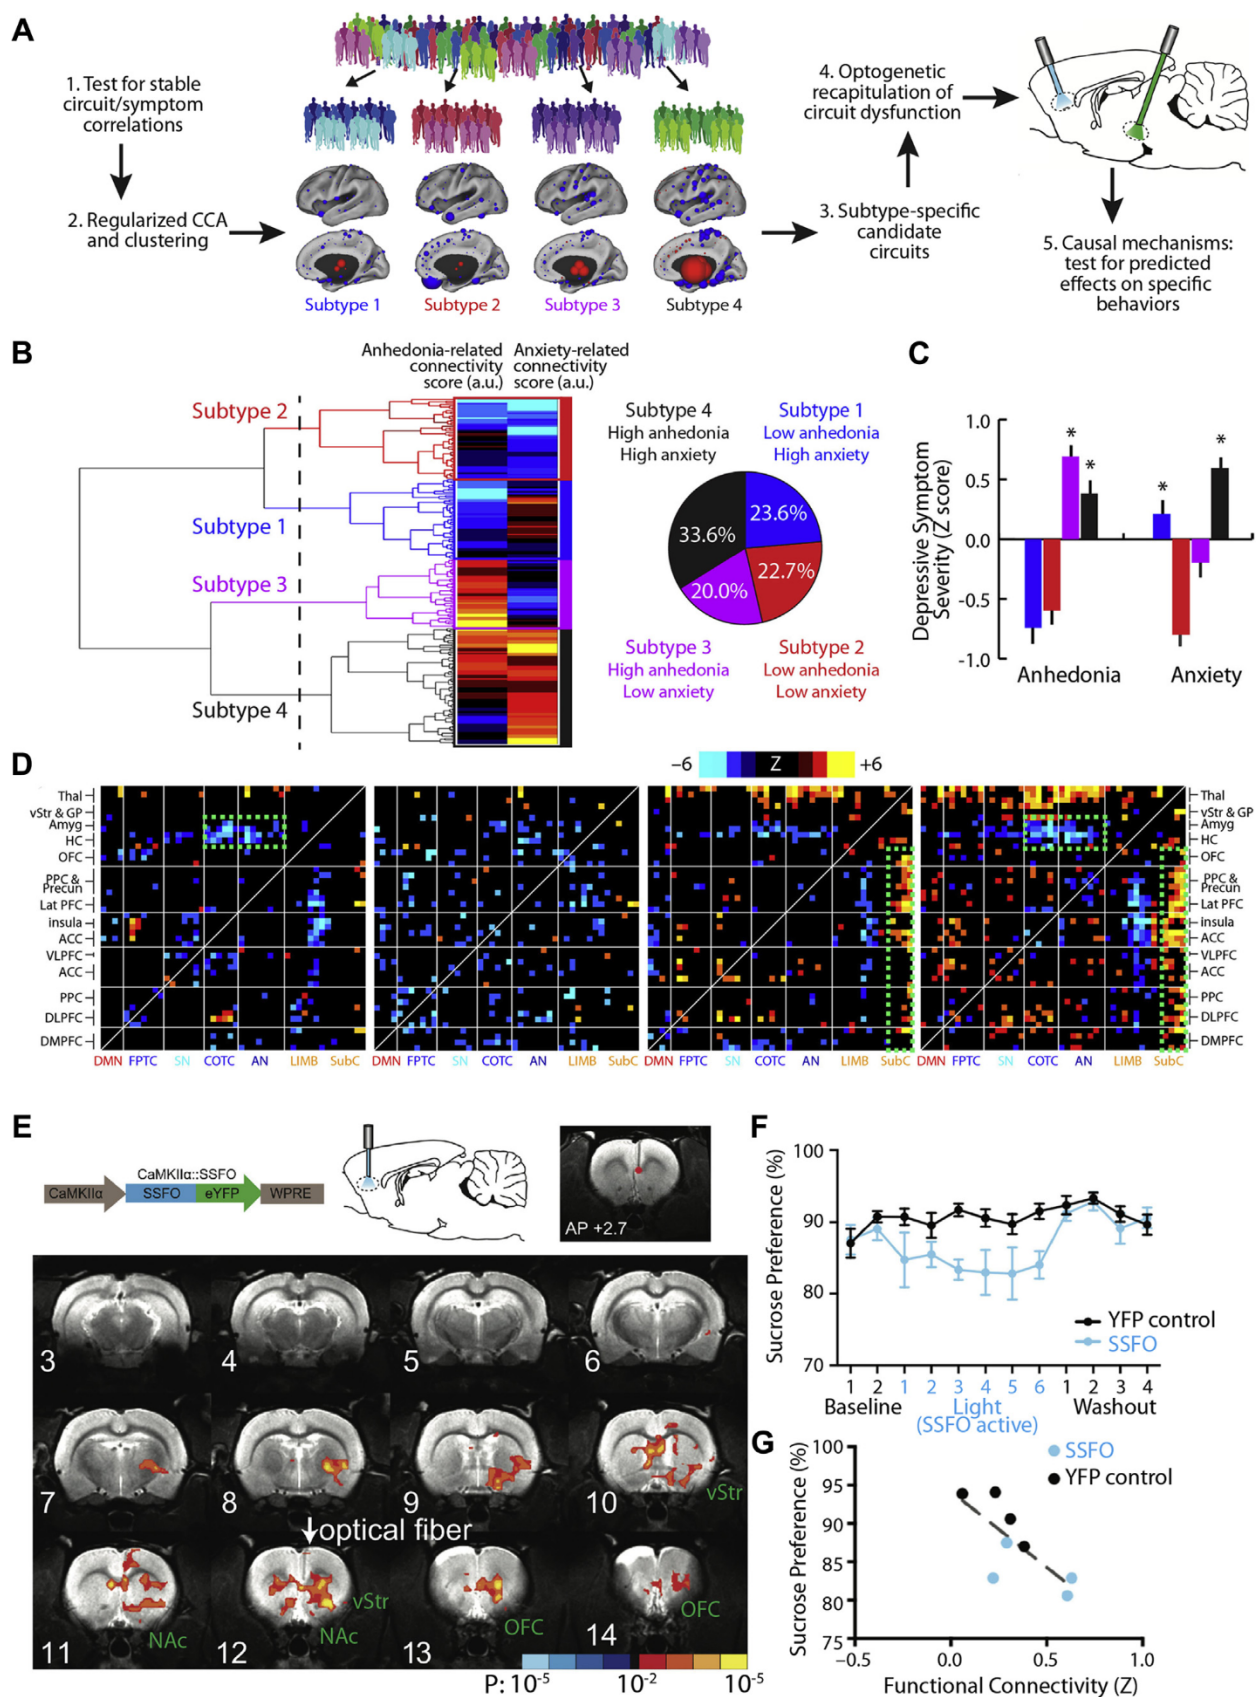 A
1. Test for stable
circuit/symptom
correlations
2. Regularized CCA
and clustering
Subtype 1
Subtype 2
Subtype 3
Subtype 4
3. Subtype-specific
candidate
circuits
4. Optogenetic
recapitulation of
circuit dysfunction
5. Causal mechanisms:
test for predicted
effects on specific
behaviors
B
Anhedonia-related
connectivity
score (a.u.)
Anxiety-related
connectivity
score (a.u.)
Subtype 2
Subtype 1
Subtype 3
Subtype 4
Subtype 4
High anhedonia
High anxiety
Subtype 1
Low anhedonia
High anxiety
33.6%
23.6%
20.0%
22.7%
Subtype 3
High anhedonia
Low anxiety
Subtype 2
Low anhedonia
Low anxiety
C
Depressive Symptom
Severity (Z score)
1.0
0.5
0.0
-0.5
-1.0
*
*
*
*
Anhedonia
Anxiety
D
−6
Z
+6
Thal
vStr & GP
Amyg
HC
OFC
PPC &
Precun
Lat PFC
insula
ACC
VLPFC
ACC
PPC
DLPFC
DMPFC
DMN FPTC SN COTC AN LIMB SubC
DMN FPTC SN COTC AN LIMB SubC
DMN FPTC SN COTC AN LIMB SubC
DMN FPTC SN COTC AN LIMB SubC
Thal
vStr & GP
Amyg
HC
OFC
PPC &
Precun
Lat PFC
insula
ACC
VLPFC
ACC
PPC
DLPFC
DMPFC
E
CaMKIIα::SSFO
CaMKIIα SSFO eYFP WPRE
AP +2.7
3
4
5
6
7
8
9
10
vStr
optical fiber
11
NAc
12
vStr
NAc
13
OFC
14
OFC
P: 10-5 10-2 10-5
F
Sucrose Preference (%)
100
90
80
70
YFP control
SSFO
1 2 1 2 3 4 5 6 1 2 3 4
Baseline Light Washout
(SSFO active)
G
Sucrose Preference (%)
100
95
90
85
80
75
SSFO
YFP control
−0.5 0.0 0.5 1.0
Functional Connectivity (Z)